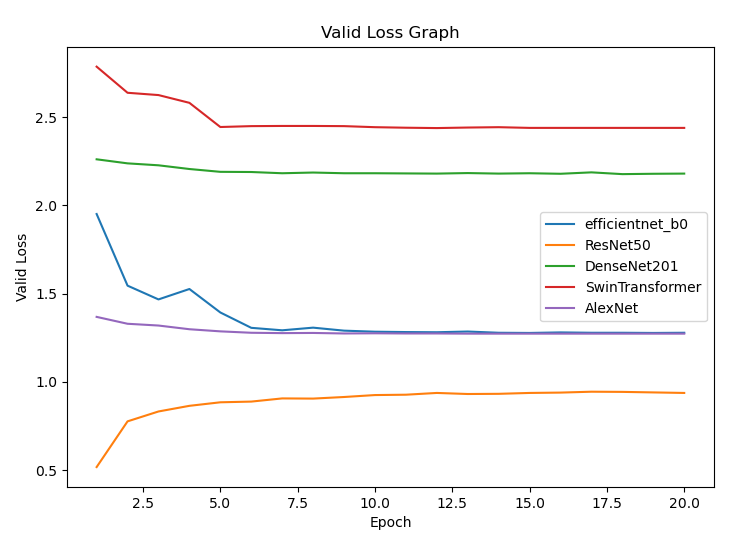 Valid Loss Graph
Valid Loss
2.5
2.0
1.5
1.0
0.5
efficientnet_b0
ResNet50
DenseNet201
SwinTransformer
AlexNet
2.5 5.0 7.5 10.0 12.5 15.0 17.5 20.0
Epoch